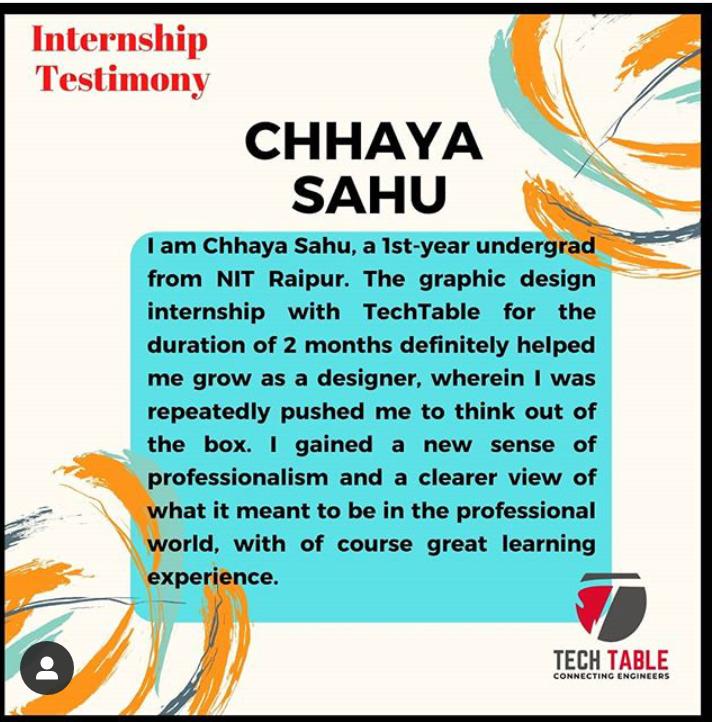 Internship
Testimony
CHHAYA
SAHU
I am Chhaya Sahu, a 1st-year undergrad
from NIT Raipur. The graphic design
internship with TechTable for the
duration of 2 months definitely helped
me grow as a designer, wherein I was
repeatedly pushed me to think out of
the box. I gained a new sense of
professionalism and a clearer view of
what it meant to be in the professional
world, with of course great learning
experience.
TECH TABLE
CONNECTING ENGINEERS